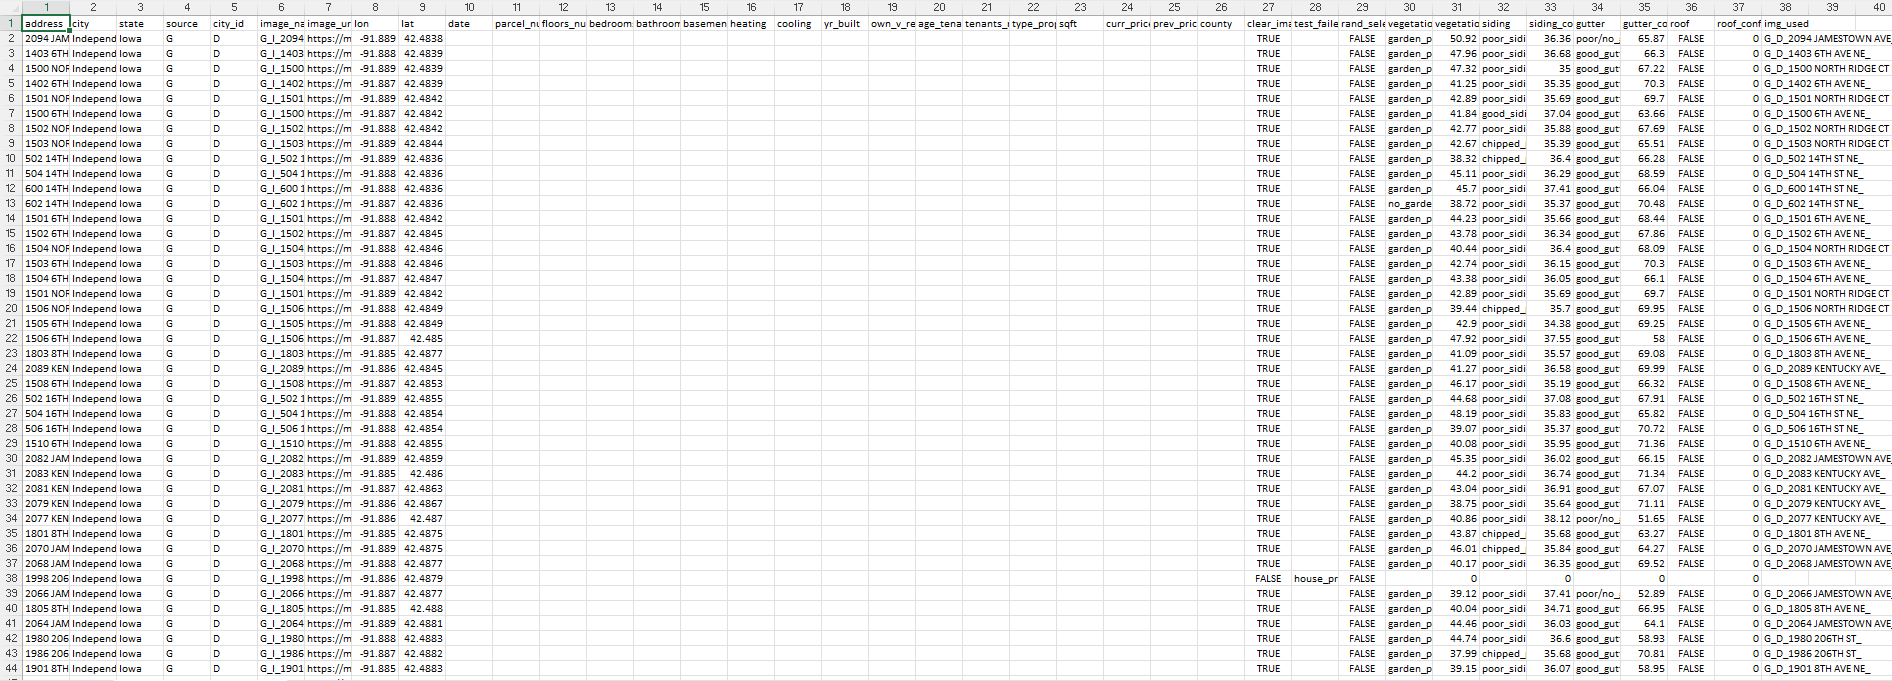 1 2 3 4 5 6 7 8 9 10 11 12 13 14 15 16 17 18 19 20 21 22 23 24 25 26 27 28 29 30 31 32 33 34 35 36 37 38 39 40
1 address city state source city_id image_na image_ur lon lat date parcel_nu floors_nu bedroom bathroom basemen heating cooling yr_built own_v_re age_tena tenants_ type_pro sqft curr_pric prev_pric county clear_ima test_faile rand_sele vegetatio vegetatio siding siding_co gutter gutter_co roof roof_conf img_used
2 2094 JAM Independ Iowa G D G_I_2094 https://m -91.889 42.4838 TRUE FALSE garden_p 50.92 poor_sidi 36.36 poor/no_ 65.87 FALSE 0 G_D_2094 JAMESTOWN AVE_
3 1403 6TH Independ Iowa G D G_I_1403 https://m -91.888 42.4839 TRUE FALSE garden_p 47.96 poor_sidi 36.68 good_gut 66.3 FALSE 0 G_D_1403 6TH AVE NE_
4 1500 NOR Independ Iowa G D G_I_1500 https://m -91.889 42.4839 TRUE FALSE garden_p 47.32 poor_sidi 35 good_gut 67.22 FALSE 0 G_D_1500 NORTH RIDGE CT
5 1402 6TH Independ Iowa G D G_I_1402 https://m -91.887 42.4839 TRUE FALSE garden_p 41.25 poor_sidi 35.35 good_gut 70.3 FALSE 0 G_D_1402 6TH AVE NE_
6 1501 NOR Independ Iowa G D G_I_1501 https://m -91.889 42.4842 TRUE FALSE garden_p 42.89 poor_sidi 35.69 good_gut 69.7 FALSE 0 G_D_1501 NORTH RIDGE CT
7 1500 6TH Independ Iowa G D G_I_1500 https://m -91.887 42.4842 TRUE FALSE garden_p 41.84 good_sidi 37.04 good_gut 63.66 FALSE 0 G_D_1500 6TH AVE NE_
8 1502 NOR Independ Iowa G D G_I_1502 https://m -91.888 42.4842 TRUE FALSE garden_p 42.77 poor_sidi 35.88 good_gut 67.69 FALSE 0 G_D_1502 NORTH RIDGE CT
9 1503 NOR Independ Iowa G D G_I_1503 https://m -91.889 42.4844 TRUE FALSE garden_p 42.67 chipped_ 35.39 good_gut 65.51 FALSE 0 G_D_1503 NORTH RIDGE CT
10 502 14TH Independ Iowa G D G_I_502 1 https://m -91.889 42.4836 TRUE FALSE garden_p 38.32 chipped_ 36.4 good_gut 66.28 FALSE 0 G_D_502 14TH ST NE_
11 504 14TH Independ Iowa G D G_I_504 1 https://m -91.888 42.4836 TRUE FALSE garden_p 45.11 poor_sidi 36.29 good_gut 68.59 FALSE 0 G_D_504 14TH ST NE_
12 600 14TH Independ Iowa G D G_I_600 1 https://m -91.888 42.4836 TRUE FALSE garden_p 45.7 poor_sidi 37.41 good_gut 66.04 FALSE 0 G_D_600 14TH ST NE_
13 602 14TH Independ Iowa G D G_I_602 1 https://m -91.887 42.4836 TRUE FALSE no_garde 38.72 poor_sidi 35.37 good_gut 70.48 FALSE 0 G_D_602 14TH ST NE_
14 1501 6TH Independ Iowa G D G_I_1501 https://m -91.888 42.4842 TRUE FALSE garden_p 44.23 poor_sidi 35.66 good_gut 68.44 FALSE 0 G_D_1501 6TH AVE NE_
15 1502 6TH Independ Iowa G D G_I_1502 https://m -91.887 42.4845 TRUE FALSE garden_p 43.78 poor_sidi 36.34 good_gut 67.86 FALSE 0 G_D_1502 6TH AVE NE_
16 1504 NOR Independ Iowa G D G_I_1504 https://m -91.888 42.4846 TRUE FALSE garden_p 40.44 poor_sidi 36.4 good_gut 68.09 FALSE 0 G_D_1504 NORTH RIDGE CT
17 1503 6TH Independ Iowa G D G_I_1503 https://m -91.888 42.4846 TRUE FALSE garden_p 42.74 poor_sidi 36.15 good_gut 70.3 FALSE 0 G_D_1503 6TH AVE NE_
18 1504 6TH Independ Iowa G D G_I_1504 https://m -91.887 42.4847 TRUE FALSE garden_p 43.38 poor_sidi 36.05 good_gut 66.1 FALSE 0 G_D_1504 6TH AVE NE_
19 1501 NOR Independ Iowa G D G_I_1501 https://m -91.889 42.4842 TRUE FALSE garden_p 42.89 poor_sidi 35.69 good_gut 69.7 FALSE 0 G_D_1501 NORTH RIDGE CT
20 1506 NOR Independ Iowa G D G_I_1506 https://m -91.888 42.4849 TRUE FALSE garden_p 39.44 chipped_ 35.7 good_gut 69.95 FALSE 0 G_D_1506 NORTH RIDGE CT
21 1505 6TH Independ Iowa G D G_I_1505 https://m -91.888 42.4849 TRUE FALSE garden_p 42.9 poor_sidi 34.38 good_gut 69.25 FALSE 0 G_D_1505 6TH AVE NE_
22 1506 6TH Independ Iowa G D G_I_1506 https://m -91.887 42.485 TRUE FALSE garden_p 47.92 poor_sidi 37.55 good_gut 58 FALSE 0 G_D_1506 6TH AVE NE_
23 1803 8TH Independ Iowa G D G_I_1803 https://m -91.885 42.4877 TRUE FALSE garden_p 41.09 poor_sidi 35.57 good_gut 69.08 FALSE 0 G_D_1803 8TH AVE_
24 2089 KEN Independ Iowa G D G_I_2089 https://m -91.886 42.4845 TRUE FALSE garden_p 41.27 poor_sidi 36.58 good_gut 69.99 FALSE 0 G_D_2089 KENTUCKY AVE_
25 1508 6TH Independ Iowa G D G_I_1508 https://m -91.887 42.4853 TRUE FALSE garden_p 46.17 poor_sidi 35.19 good_gut 66.32 FALSE 0 G_D_1508 6TH AVE NE_
26 502 16TH Independ Iowa G D G_I_502 1 https://m -91.889 42.4855 TRUE FALSE garden_p 44.68 poor_sidi 37.08 good_gut 67.91 FALSE 0 G_D_502 16TH ST NE_
27 504 16TH Independ Iowa G D G_I_504 1 https://m -91.888 42.4854 TRUE FALSE garden_p 48.19 poor_sidi 35.83 good_gut 65.82 FALSE 0 G_D_504 16TH ST NE_
28 506 16TH Independ Iowa G D G_I_506 1 https://m -91.888 42.4854 TRUE FALSE garden_p 39.07 poor_sidi 35.37 good_gut 70.72 FALSE 0 G_D_506 16TH ST NE_
29 1510 6TH Independ Iowa G D G_I_1510 https://m -91.888 42.4855 TRUE FALSE garden_p 40.08 poor_sidi 35.95 good_gut 71.36 FALSE 0 G_D_1510 6TH AVE NE_
30 2082 JAM Independ Iowa G D G_I_2082 https://m -91.889 42.4859 TRUE FALSE garden_p 45.35 poor_sidi 36.02 good_gut 66.15 FALSE 0 G_D_2082 JAMESTOWN AVE_
31 2083 KEN Independ Iowa G D G_I_2083 https://m -91.885 42.486 TRUE FALSE garden_p 44.2 poor_sidi 36.74 good_gut 71.34 FALSE 0 G_D_2083 KENTUCKY AVE_
32 2081 KEN Independ Iowa G D G_I_2081 https://m -91.887 42.4863 TRUE FALSE garden_p 43.04 poor_sidi 36.91 good_gut 67.07 FALSE 0 G_D_2081 KENTUCKY AVE_
33 2079 KEN Independ Iowa G D G_I_2079 https://m -91.886 42.4867 TRUE FALSE garden_p 38.75 poor_sidi 35.64 good_gut 71.11 FALSE 0 G_D_2079 KENTUCKY AVE_
34 2077 KEN Independ Iowa G D G_I_2077 https://m -91.886 42.487 TRUE FALSE garden_p 40.86 poor_sidi 38.12 poor/no_ 51.65 FALSE 0 G_D_2077 KENTUCKY AVE_
35 1801 8TH Independ Iowa G D G_I_1801 https://m -91.885 42.4875 TRUE FALSE garden_p 43.87 chipped_ 35.68 good_gut 63.27 FALSE 0 G_D_1801 8TH AVE NE_
36 2070 JAM Independ Iowa G D G_I_2070 https://m -91.889 42.4875 TRUE FALSE garden_p 46.01 chipped_ 35.84 good_gut 64.27 FALSE 0 G_D_2070 JAMESTOWN AVE_
37 2068 JAM Independ Iowa G D G_I_2068 https://m -91.888 42.4877 TRUE FALSE garden_p 40.17 poor_sidi 36.35 good_gut 69.52 FALSE 0 G_D_2068 JAMESTOWN AVE_
38 1998 206 Independ Iowa G D G_I_1998 https://m -91.886 42.4879 FALSE house_pr FALSE 0 0 0 0
39 2066 JAM Independ Iowa G D G_I_2066 https://m -91.887 42.4877 TRUE FALSE garden_p 39.12 poor_sidi 37.41 poor/no_ 52.89 FALSE 0 G_D_2066 JAMESTOWN AVE_
40 1805 8TH Independ Iowa G D G_I_1805 https://m -91.885 42.488 TRUE FALSE garden_p 40.04 poor_sidi 34.71 good_gut 66.95 FALSE 0 G_D_1805 8TH AVE NE_
41 2064 JAM Independ Iowa G D G_I_2064 https://m -91.889 42.4881 TRUE FALSE garden_p 44.46 poor_sidi 36.03 good_gut 64.1 FALSE 0 G_D_2064 JAMESTOWN AVE_
42 1980 206 Independ Iowa G D G_I_1980 https://m -91.888 42.4883 TRUE FALSE garden_p 44.74 poor_sidi 36.6 good_gut 58.93 FALSE 0 G_D_1980 206TH ST_
43 1986 206 Independ Iowa G D G_I_1986 https://m -91.887 42.4882 TRUE FALSE garden_p 37.99 chipped_ 35.68 good_gut 70.81 FALSE 0 G_D_1986 206TH ST_
44 1901 8TH Independ Iowa G D G_I_1901 https://m -91.885 42.4883 TRUE FALSE garden_p 39.15 poor_sidi 36.07 good_gut 58.95 FALSE 0 G_D_1901 8TH AVE NE_